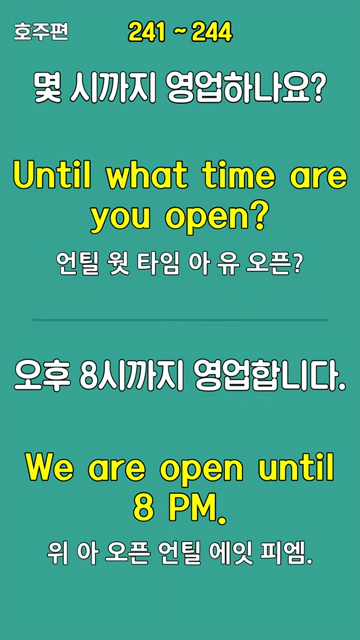 호주편
241 ~ 244
몇 시까지 영업하나요?
Until what time are
you open?
언틸 웟 타임 아 유 오픈?
오후 8시까지 영업합니다.
We are open until
8 PM.
위 아 오픈 언틸 에잇 피엠.